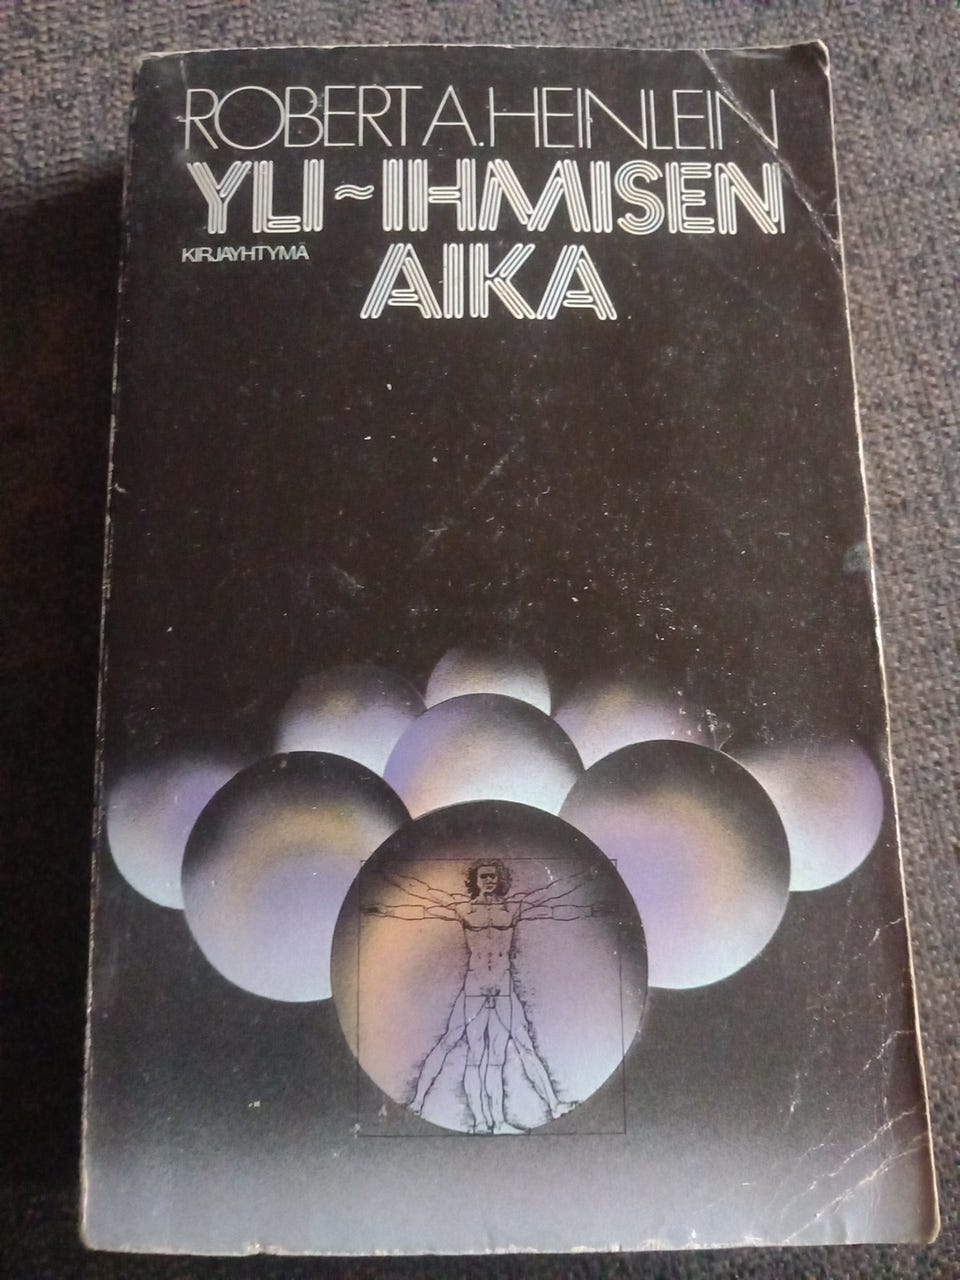 ROBERT A. HEINLEIN
YLI~IHMISEN
KIRJAYHTYMÄ
AIKA